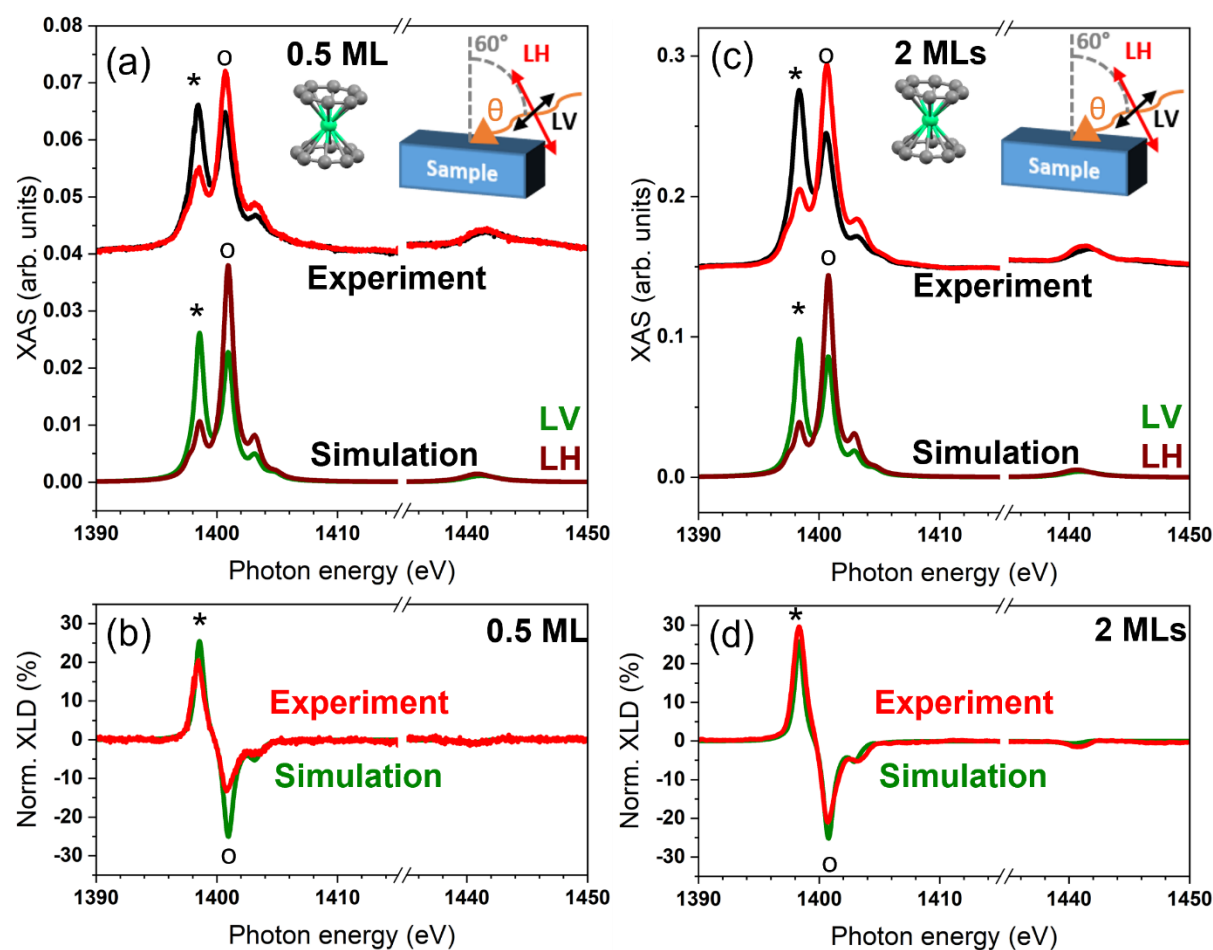 (a)
0.5 ML
*
o
60°
LH
θ
LV
Sample
Experiment
*
o
Simulation
LV
LH
XAS (arb. units)
0.08
0.07
0.06
0.05
0.04
0.03
0.02
0.01
0.00
1390
1400
1410
1440
1450
Photon energy (eV)
(c)
2 MLs
*
o
60°
LH
θ
LV
Sample
Experiment
*
o
Simulation
LV
LH
XAS (arb. units)
0.3
0.2
0.1
0.0
1390
1400
1410
1440
1450
Photon energy (eV)
(b)
*
0.5 ML
Experiment
Simulation
o
Norm. XLD (%)
30
20
10
0
-10
-20
-30
1390
1400
1410
1440
1450
Photon energy (eV)
(d)
*
2 MLs
Experiment
Simulation
o
Norm. XLD (%)
30
20
10
0
-10
-20
-30
1390
1400
1410
1440
1450
Photon energy (eV)